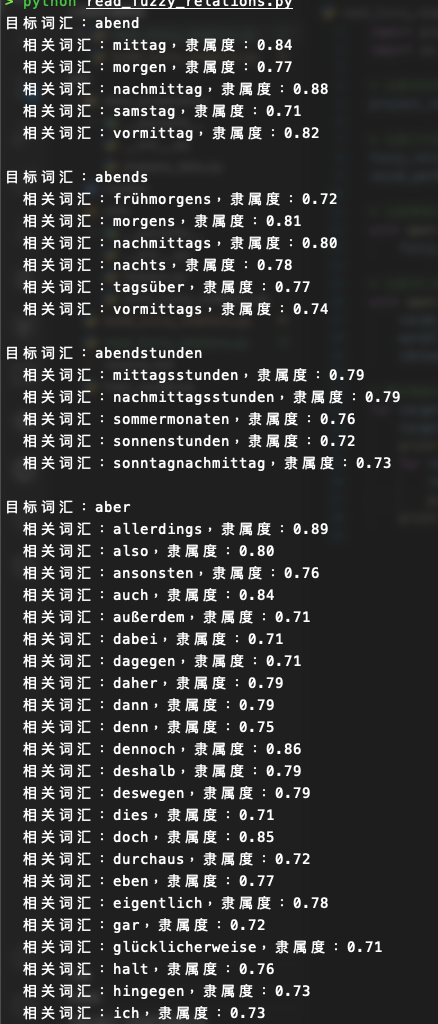 > python read_fuzzy_relations.py
目标词汇：abend
相关词汇：mittag，隶属度：0.84
相关词汇：morgen，隶属度：0.77
相关词汇：nachmittag，隶属度：0.88
相关词汇：samstag，隶属度：0.71
相关词汇：vormittag，隶属度：0.82
目标词汇：abends
相关词汇：frühmorgens，隶属度：0.72
相关词汇：morgens，隶属度：0.81
相关词汇：nachmittags，隶属度：0.80
相关词汇：nachts，隶属度：0.78
相关词汇：tagsüber，隶属度：0.77
相关词汇：vormittags，隶属度：0.74
目标词汇：abendstunden
相关词汇：mittagsstunden，隶属度：0.79
相关词汇：nachmittagsstunden，隶属度：0.79
相关词汇：sommermonaten，隶属度：0.76
相关词汇：sonnenstunden，隶属度：0.72
相关词汇：sonntagnachmittag，隶属度：0.73
目标词汇：aber
相关词汇：allerdings，隶属度：0.89
相关词汇：also，隶属度：0.80
相关词汇：ansonsten，隶属度：0.76
相关词汇：auch，隶属度：0.84
相关词汇：außerdem，隶属度：0.71
相关词汇：dabei，隶属度：0.71
相关词汇：dagegen，隶属度：0.71
相关词汇：daher，隶属度：0.79
相关词汇：dann，隶属度：0.79
相关词汇：denn，隶属度：0.75
相关词汇：dennoch，隶属度：0.86
相关词汇：deshalb，隶属度：0.79
相关词汇：deswegen，隶属度：0.79
相关词汇：dies，隶属度：0.71
相关词汇：doch，隶属度：0.85
相关词汇：durchaus，隶属度：0.72
相关词汇：eben，隶属度：0.77
相关词汇：eigentlich，隶属度：0.78
相关词汇：gar，隶属度：0.72
相关词汇：glücklicherweise，隶属度：0.71
相关词汇：halt，隶属度：0.76
相关词汇：hingegen，隶属度：0.73
相关词汇：ich，隶属度：0.73